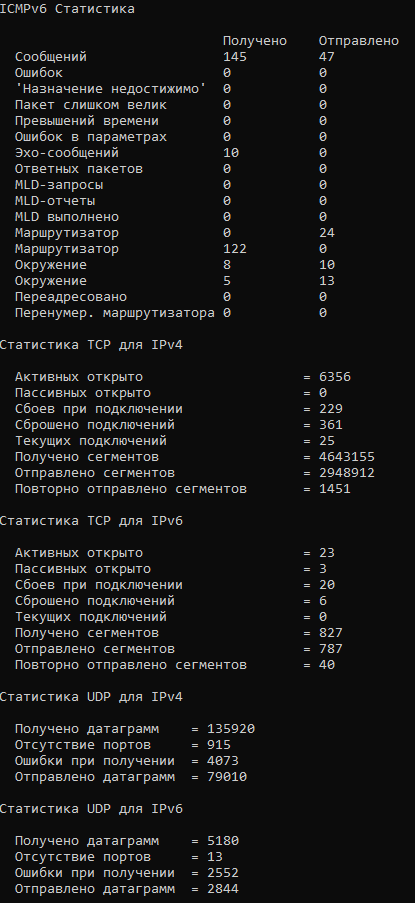 ICMPv6 Статистика
Получено Отправлено
Сообщений 145 47
Ошибок 0 0
'Назначение недостижимо' 0 0
Пакет слишком велик 0 0
Превышений времени 0 0
Ошибок в параметрах 0 0
Эхо-сообщений 10 0
Ответных пакетов 0 0
MLD-запросы 0 0
MLD-отчеты 0 0
MLD выполнено 0 0
Маршрутизатор 0 24
Маршрутизатор 122 0
Окружение 8 10
Окружение 5 13
Переадресовано 0 0
Перенумер. маршрутизатора 0 0
Статистика TCP для IPv4
Активных открыто = 6356
Пассивных открыто = 0
Сбоев при подключении = 229
Сброшено подключений = 361
Текущих подключений = 25
Получено сегментов = 4643155
Отправлено сегментов = 2948912
Повторно отправлено сегментов = 1451
Статистика TCP для IPv6
Активных открыто = 23
Пассивных открыто = 3
Сбоев при подключении = 20
Сброшено подключений = 6
Текущих подключений = 0
Получено сегментов = 827
Отправлено сегментов = 787
Повторно отправлено сегментов = 40
Статистика UDP для IPv4
Получено датаграмм = 135920
Отсутствие портов = 915
Ошибки при получении = 4073
Отправлено датаграмм = 79010
Статистика UDP для IPv6
Получено датаграмм = 5180
Отсутствие портов = 13
Ошибки при получении = 2552
Отправлено датаграмм = 2844